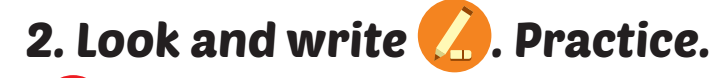 2. Look and write . Practice.